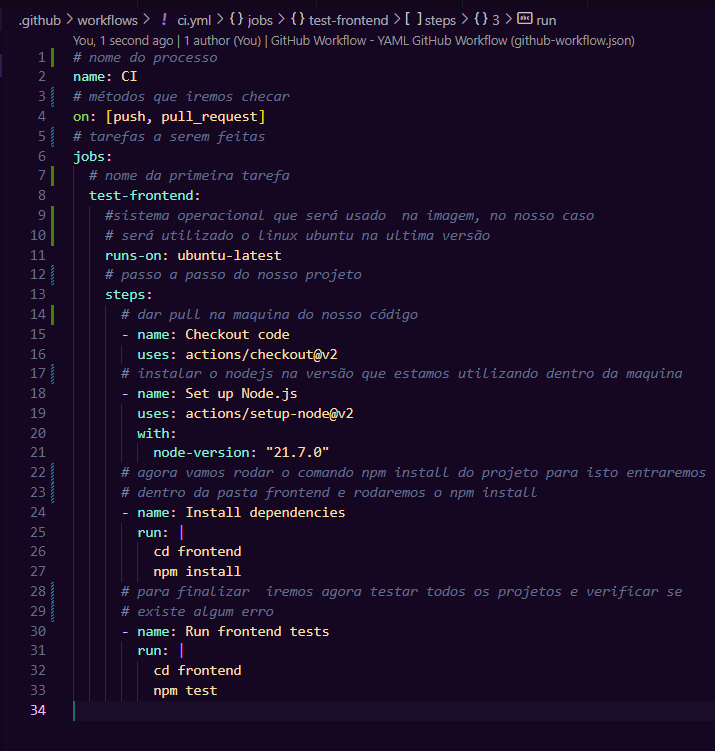 .github > workflows > ! ci.yml > {} jobs > {} test-frontend > [ ] steps > {} 3 > abc run
You, 1 second ago | 1 author (You) | GitHub Workflow - YAML GitHub Workflow (github-workflow.json)
1 # nome do processo
2 name: CI
3 # métodos que iremos checar
4 on: [push, pull_request]
5 # tarefas a serem feitas
6 jobs:
7 # nome da primeira tarefa
8 test-frontend:
9 #sistema operacional que será usado  na imagem, no nosso caso
10 # será utilizado o linux ubuntu na ultima versão
11 runs-on: ubuntu-latest
12 # passo a passo do nosso projeto
13 steps:
14 # dar pull na maquina do nosso código
15 - name: Checkout code
16 uses: actions/checkout@v2
17 # instalar o nodejs na versão que estamos utilizando dentro da maquina
18 - name: Set up Node.js
19 uses: actions/setup-node@v2
20 with:
21 node-version: "21.7.0"
22 # agora vamos rodar o comando npm install do projeto para isto entraremos
23 # dentro da pasta frontend e rodaremos o npm install
24 - name: Install dependencies
25 run: |
26 cd frontend
27 npm install
28 # para finalizar  iremos agora testar todos os projetos e verificar se
29 # existe algum erro
30 - name: Run frontend tests
31 run: |
32 cd frontend
33 npm test
34